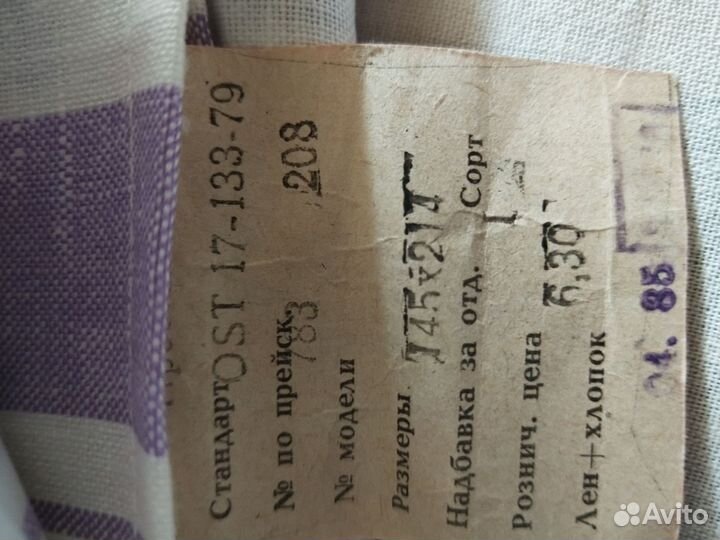 Стандарт OST 17-133-79
№ по прейск. 783 208
№ модели
Размеры 145х214
Надбавка за отд. Сорт 1
Рознич. цена 6,30
Лен+хлопок
85
Avito